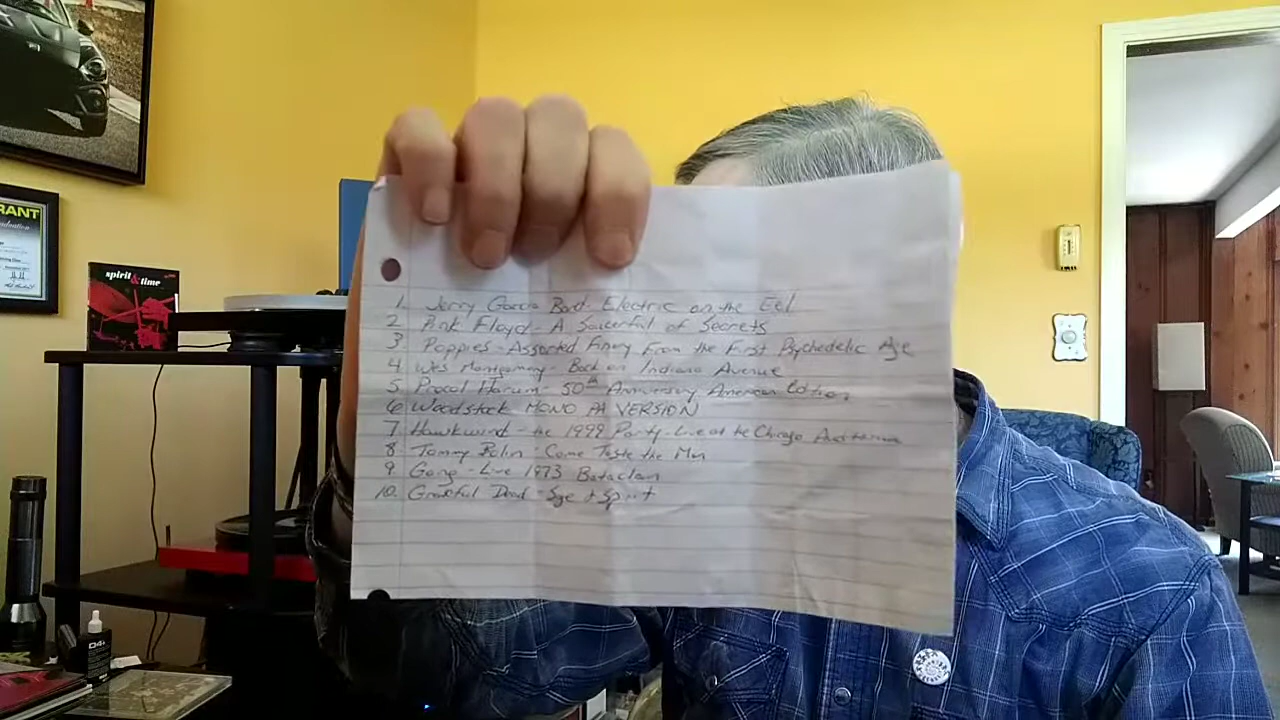 RANT
spirit & time
1. Jerry Garcia Band - Electric on the Eel
2 Pink Floyd - A Saucerful of Secrets
3 Poppies - Assorted Finery From the First Psychedelic Age
4 Wes Montgomery - Back on Indiana Avenue
5 Procol Harum - 50th Anniversary American Edition
6 Woodstock MONO PA VERSION
7 Hawkwind - the 1999 Party - Live at the Chicago Auditorium
8 Tommy Bolin - Come Taste the Man
9 Gong - Live 1973 Bataclan
10. Grateful Dead - Sage & Spirit
D4+